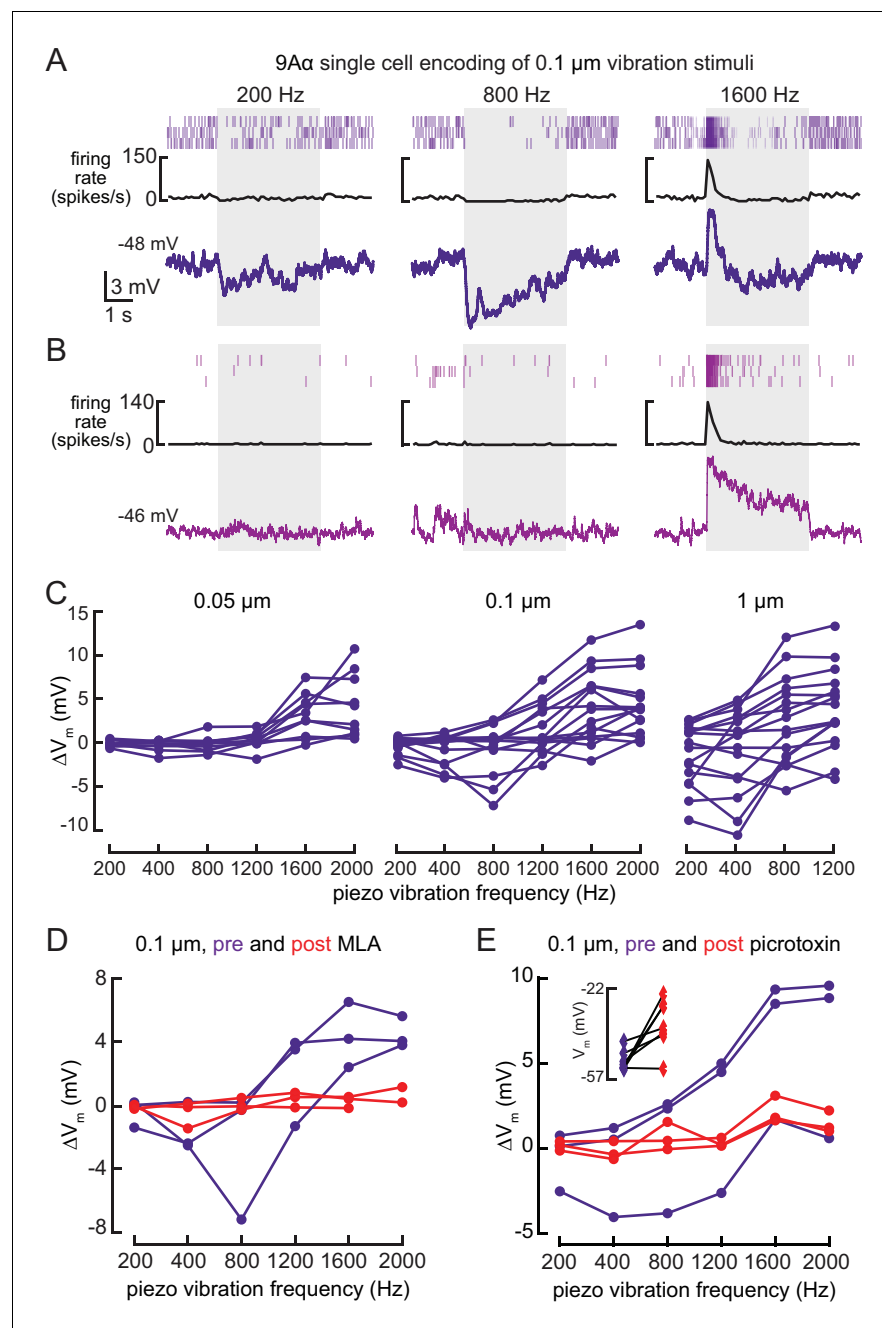 A
9Aα single cell encoding of 0.1 µm vibration stimuli
200 Hz 800 Hz 1600 Hz
firing
rate
(spikes/s)
150
0
-48 mV
3 mV
1 s
B
firing
rate
(spikes/s)
140
0
-46 mV
C
0.05 µm 0.1 µm 1 µm
ΔVm (mV)
15
10
5
0
-5
-10
200 400 800 1200 1600 2000 200 400 800 1200 1600 2000 200 400 800 1200
piezo vibration frequency (Hz)
D
0.1 µm, pre and post MLA
ΔVm (mV)
8
4
0
-4
-8
200 400 800 1200 1600 2000
piezo vibration frequency (Hz)
E
0.1 µm, pre and post picrotoxin
ΔVm (mV)
10
5
0
-5
Vm (mV)
-22
-57
200 400 800 1200 1600 2000
piezo vibration frequency (Hz)